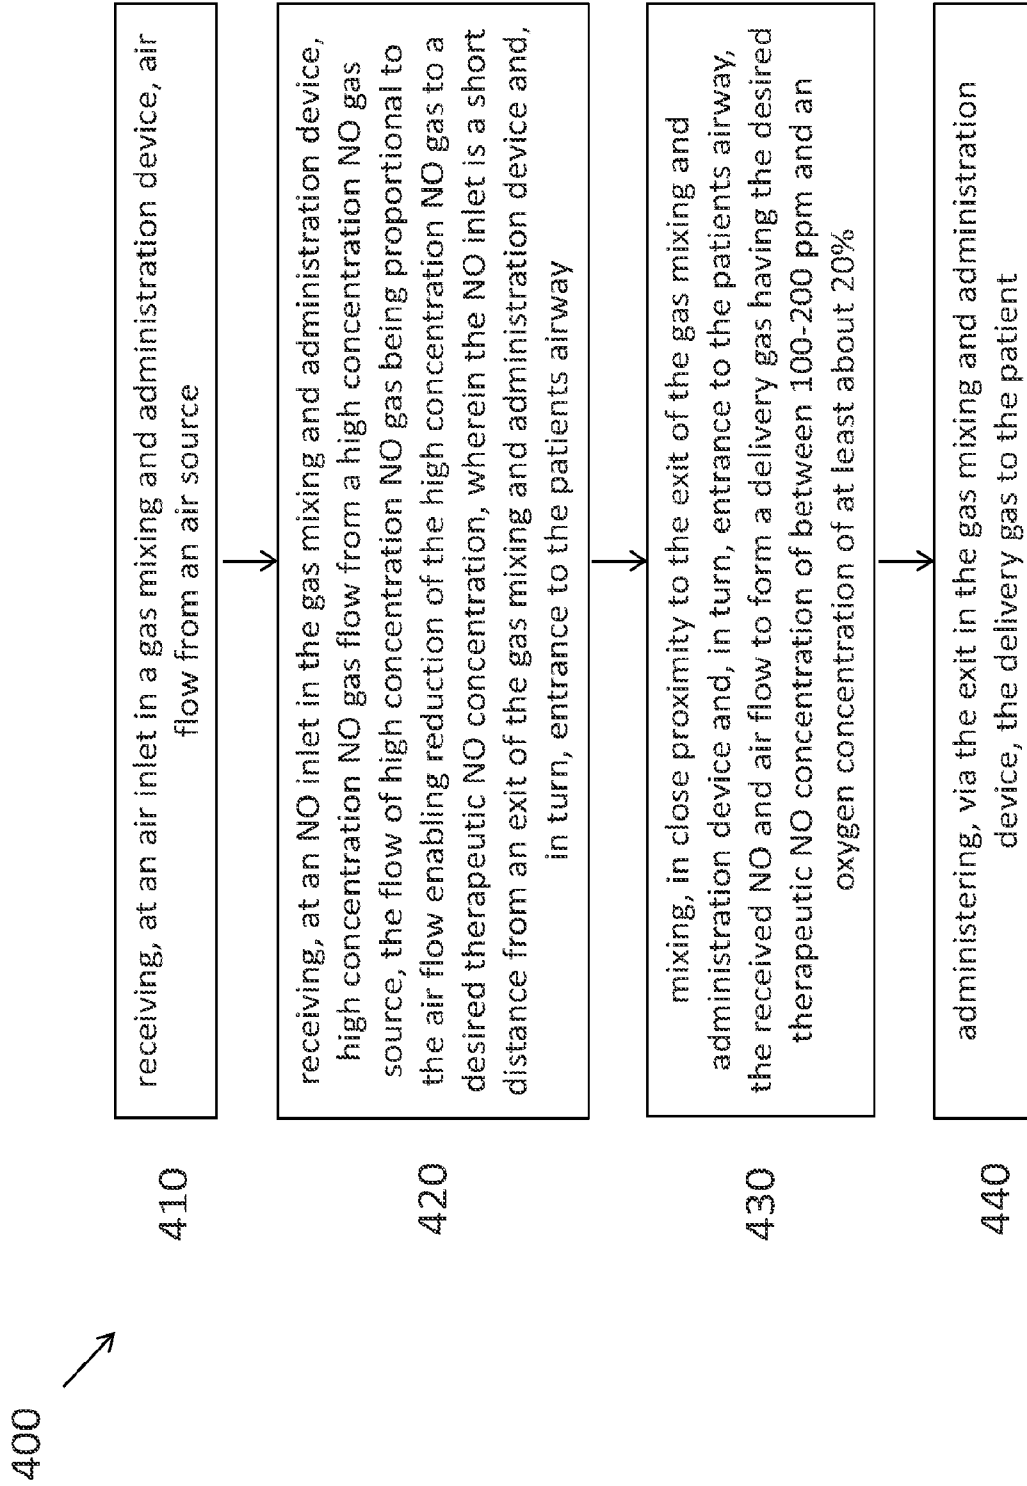 400
410
receiving, at an air inlet in a gas mixing and administration device, air
flow from an air source
420
receiving, at an NO inlet in the gas mixing and administration device,
high concentration NO gas flow from a high concentration NO gas
source, the flow of high concentration NO gas being proportional to
the air flow enabling reduction of the high concentration NO gas to a
desired therapeutic NO concentration, wherein the NO inlet is a short
distance from an exit of the gas mixing and administration device and,
in turn, entrance to the patients airway
430
mixing, in close proximity to the exit of the gas mixing and
administration device and, in turn, entrance to the patients airway,
the received NO and air flow to form a delivery gas having the desired
therapeutic NO concentration of between 100-200 ppm and an
oxygen concentration of at least about 20%
440
administering, via the exit in the gas mixing and administration
device, the delivery gas to the patient